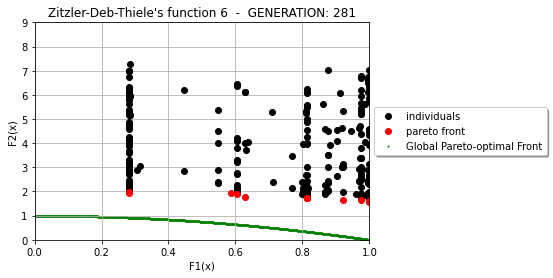 Zitzler-Deb-Thiele's function 6 - GENERATION: 281
9
8
7
6
5
4
3
2
1
0
F2(x)
0.0 0.2 0.4 0.6 0.8 1.0
F1(x)
individuals
pareto front
Global Pareto-optimal Front